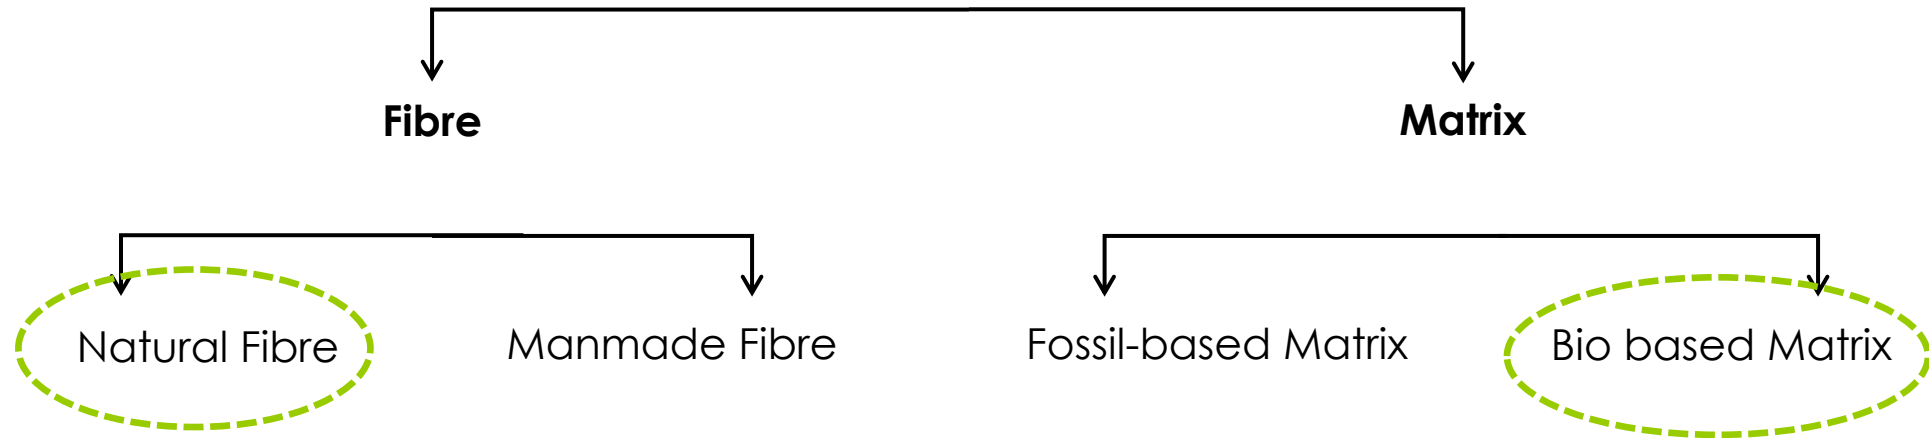 Fibre
Matrix
Natural Fibre
Manmade Fibre
Fossil-based Matrix
Bio based Matrix